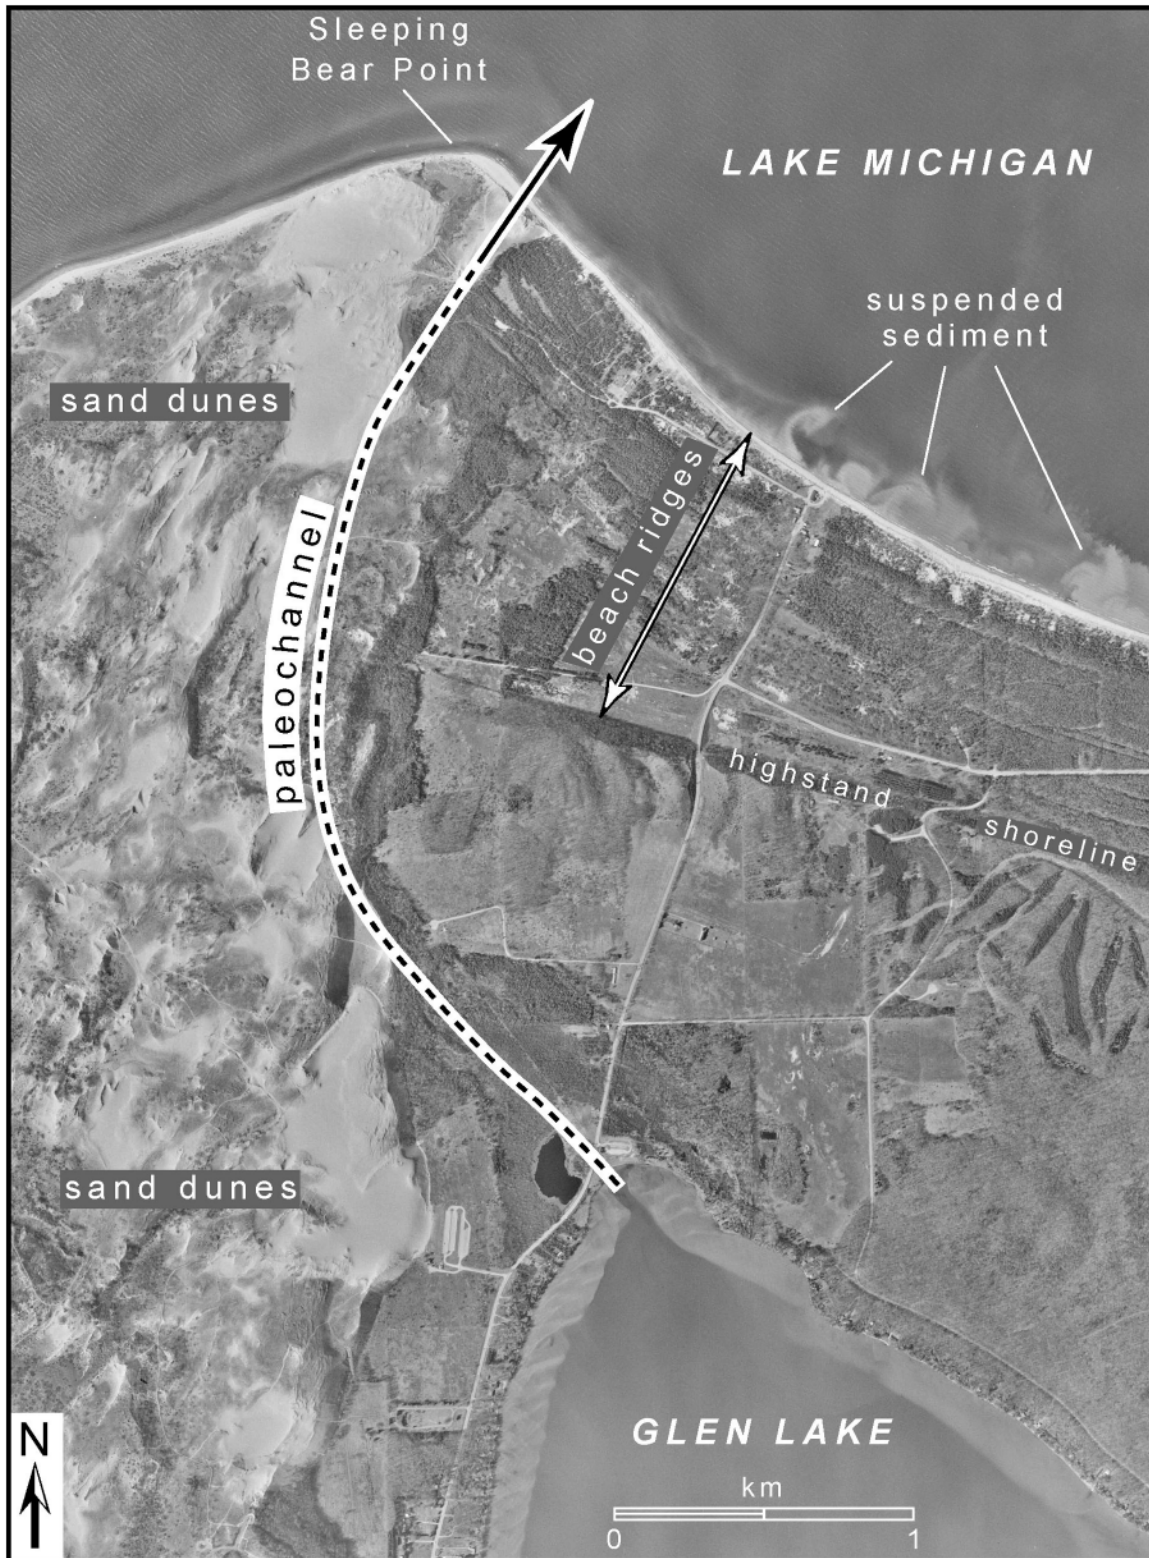 Sleeping
Bear Point
LAKE MICHIGAN
suspended
sediment
sand dunes
beach ridges
paleochannel
highstand
shoreline
sand dunes
GLEN LAKE
N
km
0 1